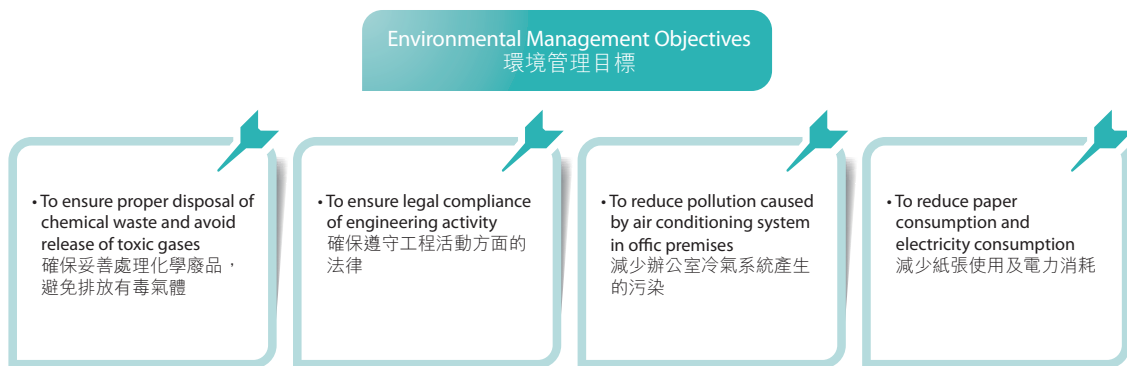 Environmental Management Objectives
環境管理目標
• To ensure proper disposal of
chemical waste and avoid
release of toxic gases
確保妥善處理化學廢品，
避免排放有毒氣體
• To ensure legal compliance
of engineering activity
確保遵守工程活動方面的
法律
• To reduce pollution caused
by air conditioning system
in offic premises
減少辦公室冷氣系統產生
的污染
• To reduce paper
consumption and
electricity consumption
減少紙張使用及電力消耗